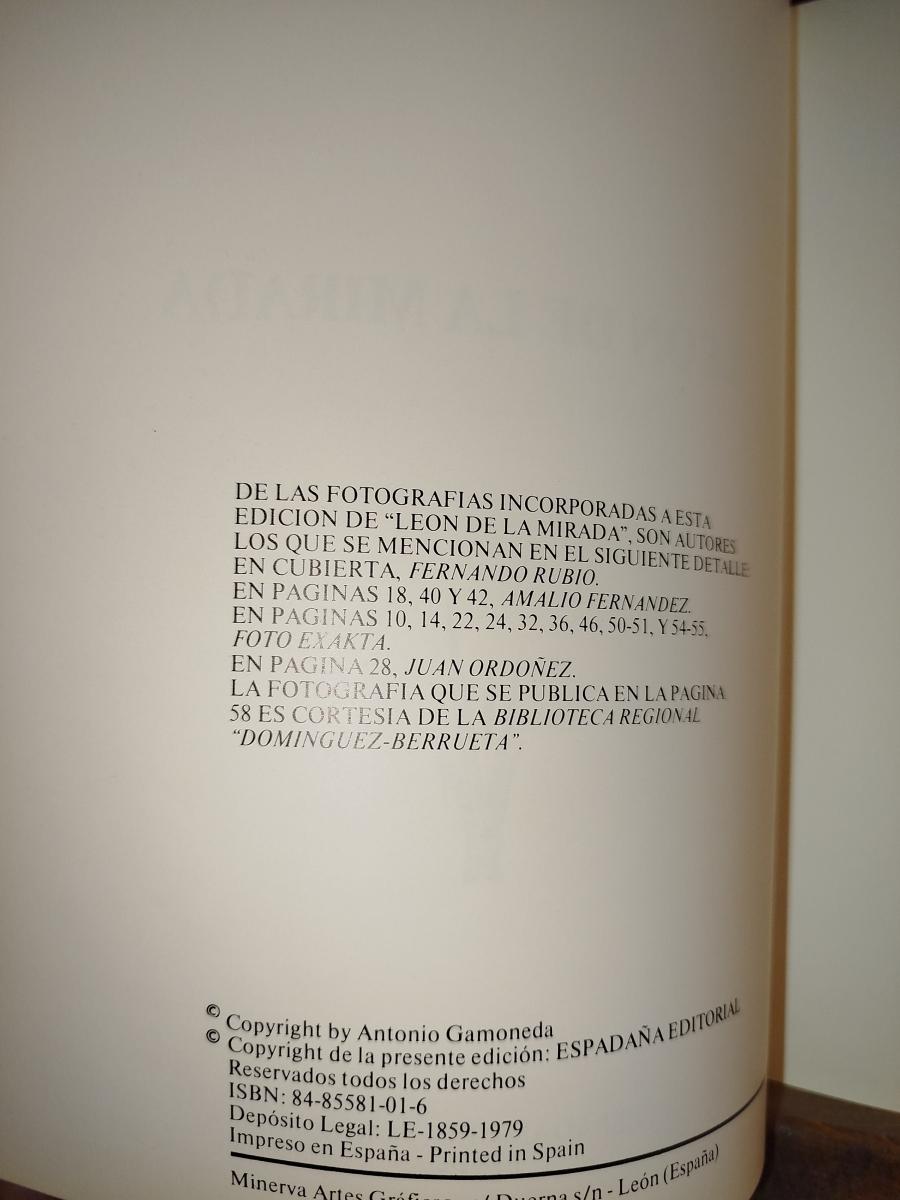 DE LAS FOTOGRAFIAS INCORPORADAS A ESTA
EDICION DE "LEON DE LA MIRADA", SON AUTORES
LOS QUE SE MENCIONAN EN EL SIGUIENTE DETALLE
EN CUBIERTA, FERNANDO RUBIO.
EN PAGINAS 18, 40 Y 42, AMALIO FERNANDEZ.
EN PAGINAS 10, 14, 22, 24, 32, 36, 46, 50-51, Y 54-55,
FOTO EXAKTA.
EN PAGINA 28, JUAN ORDOÑEZ.
LA FOTOGRAFIA QUE SE PUBLICA EN LA PAGINA
58 ES CORTESIA DE LA BIBLIOTECA REGIONAL
"DOMINGUEZ-BERRUETA".
© Copyright by Antonio Gamoneda
© Copyright de la presente edición: ESPADAÑA EDITORIAL
Reservados todos los derechos
ISBN: 84-85581-01-6
Depósito Legal: LE-1859-1979
Impreso en España - Printed in Spain
Minerva Artes Duerna s/n - León (España)